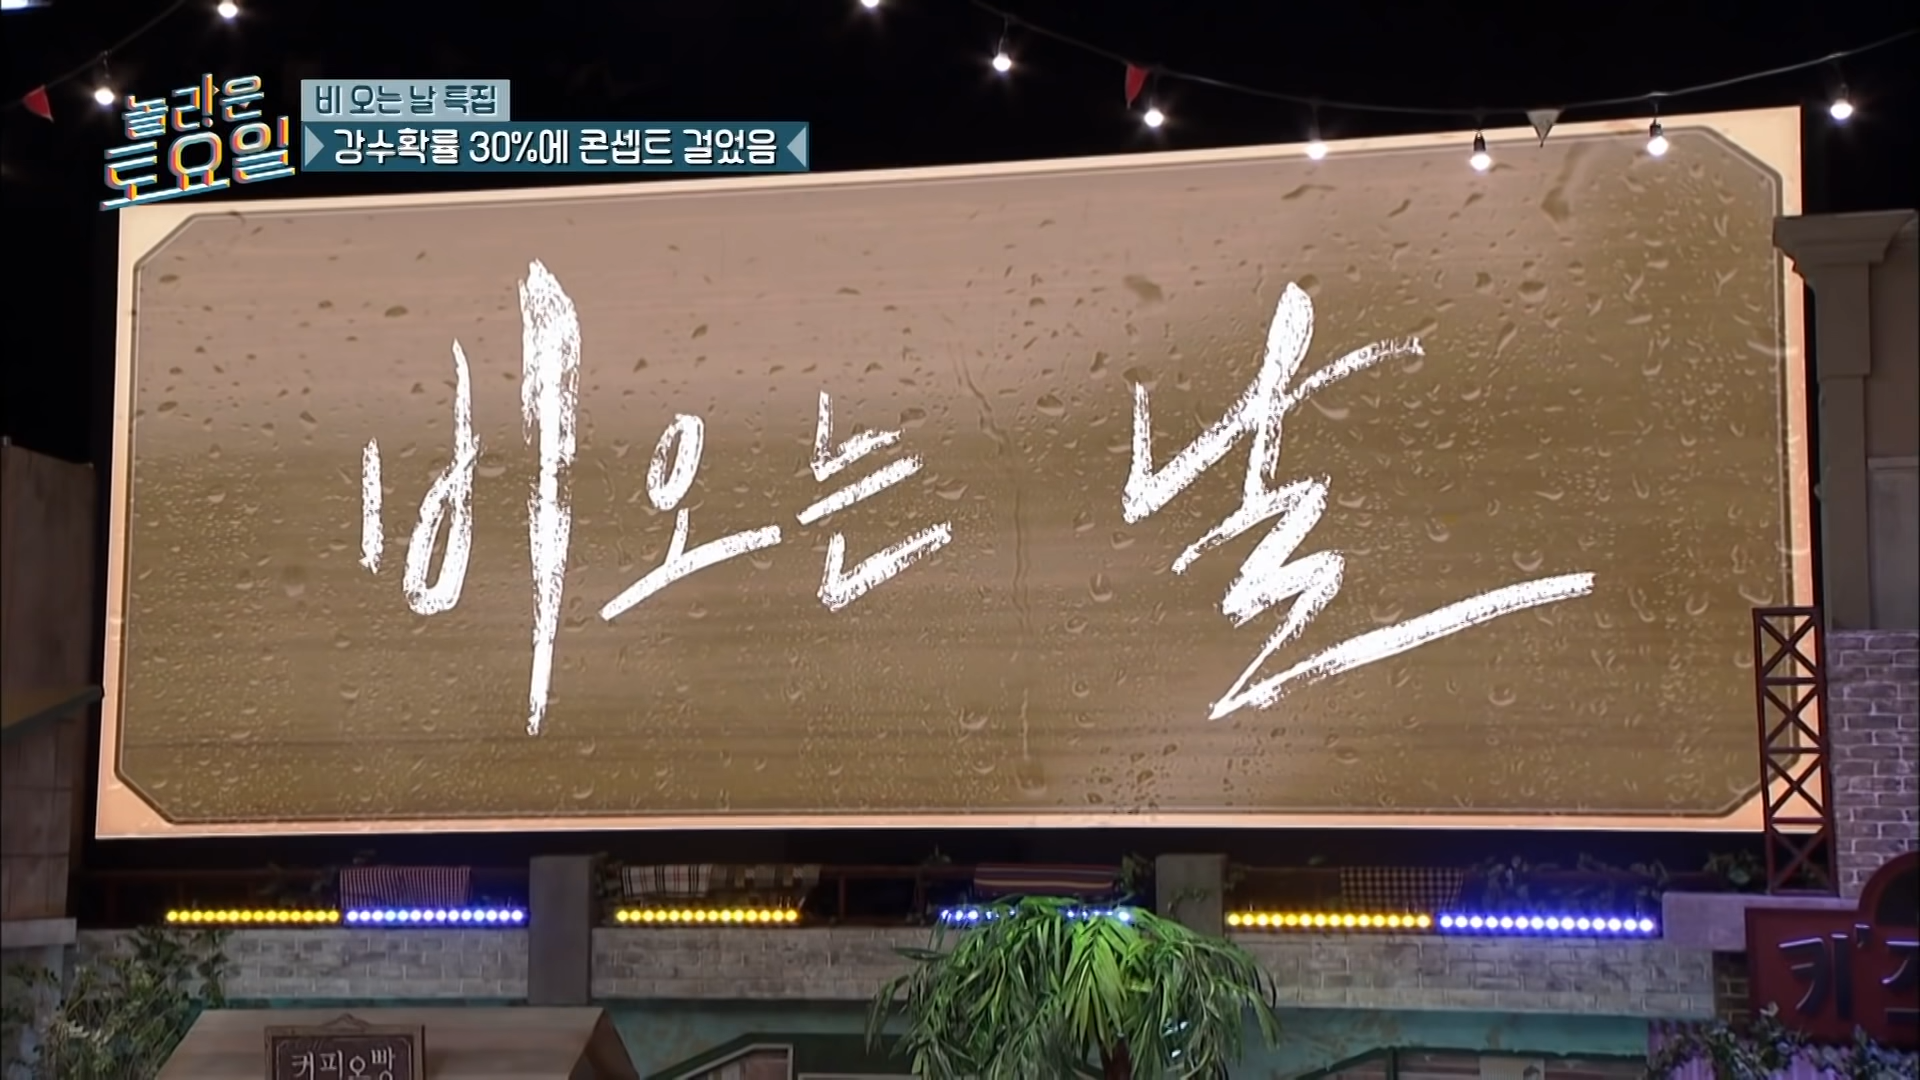 놀라운
토요일
비 오는 날 특집
강수확률 30%에 콘셉트 걸었음
비오는 날
커피오빵
카